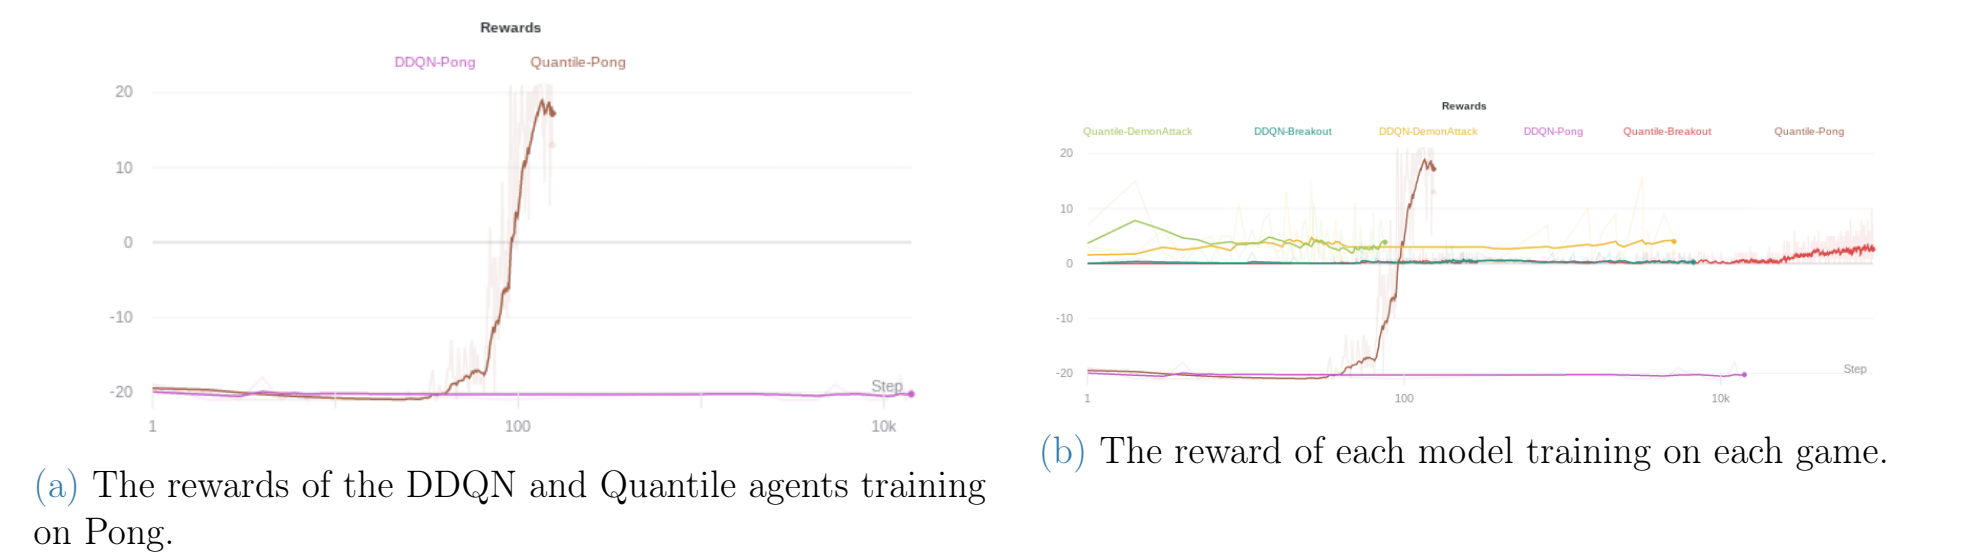 Rewards
DDQN-Pong Quantile-Pong
20
10
0
-10
-20
Step
1 100 10k
(a) The rewards of the DDQN and Quantile agents training
on Pong.
Rewards
Quantile-DemonAttack DDQN-Breakout DDQN-DemonAttack DDQN-Pong Quantile-Breakout Quantile-Pong
20
10
0
-10
-20
Step
1 100 10k
(b) The reward of each model training on each game.